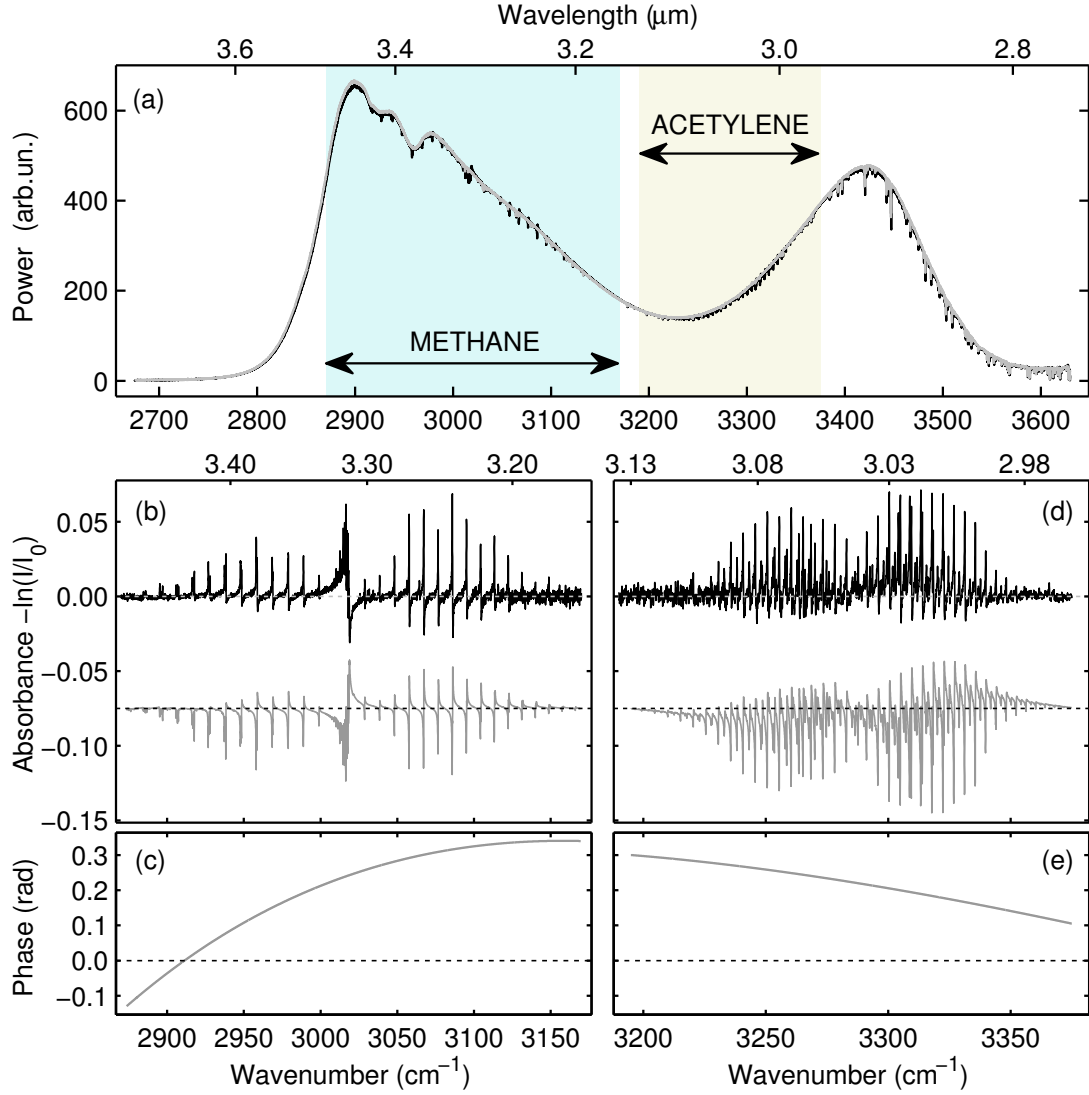 Wavelength (μm)
3.6 3.4 3.2 3.0 2.8
(a)
600
400
200
0
Power (arb.un.)
METHANE
ACETYLENE
2700 2800 2900 3000 3100 3200 3300 3400 3500 3600
3.40 3.30 3.20
3.13 3.08 3.03 2.98
(b)
(d)
0.05
0.00
−0.05
−0.10
−0.15
Absorbance −ln(I/I0)
(c)
(e)
0.3
0.2
0.1
0.0
−0.1
Phase (rad)
2900 2950 3000 3050 3100 3150
3200 3250 3300 3350
Wavenumber (cm−1)
Wavenumber (cm−1)